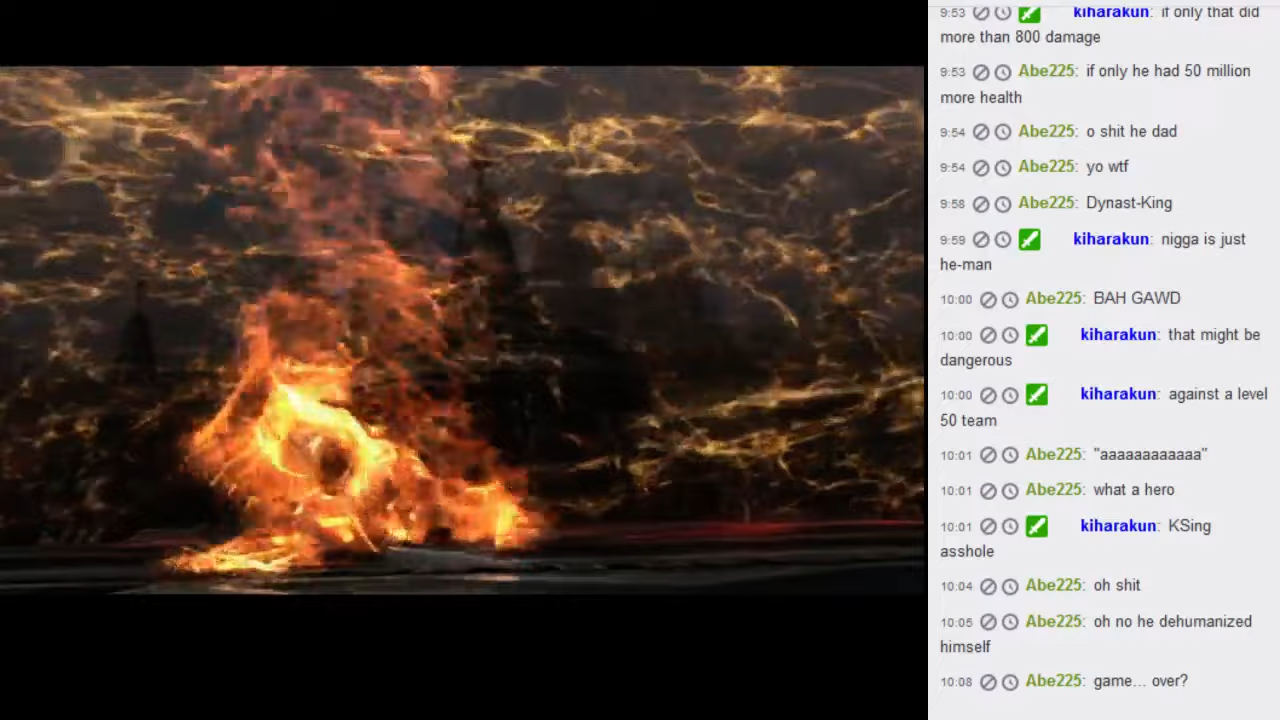 9:53 kiharakun: if only that did
more than 800 damage
9:53 Abe225: if only he had 50 million
more health
9:54 Abe225: o shit he dad
9:54 Abe225: yo wtf
9:58 Abe225: Dynast-King
9:59 kiharakun: nigga is just
he-man
10:00 Abe225: BAH GAWD
10:00 kiharakun: that might be
dangerous
10:00 kiharakun: against a level
50 team
10:01 Abe225: "aaaaaaaaaaaa"
10:01 Abe225: what a hero
10:01 kiharakun: KSing
asshole
10:04 Abe225: oh shit
10:05 Abe225: oh no he dehumanized
himself
10:08 Abe225: game... over?